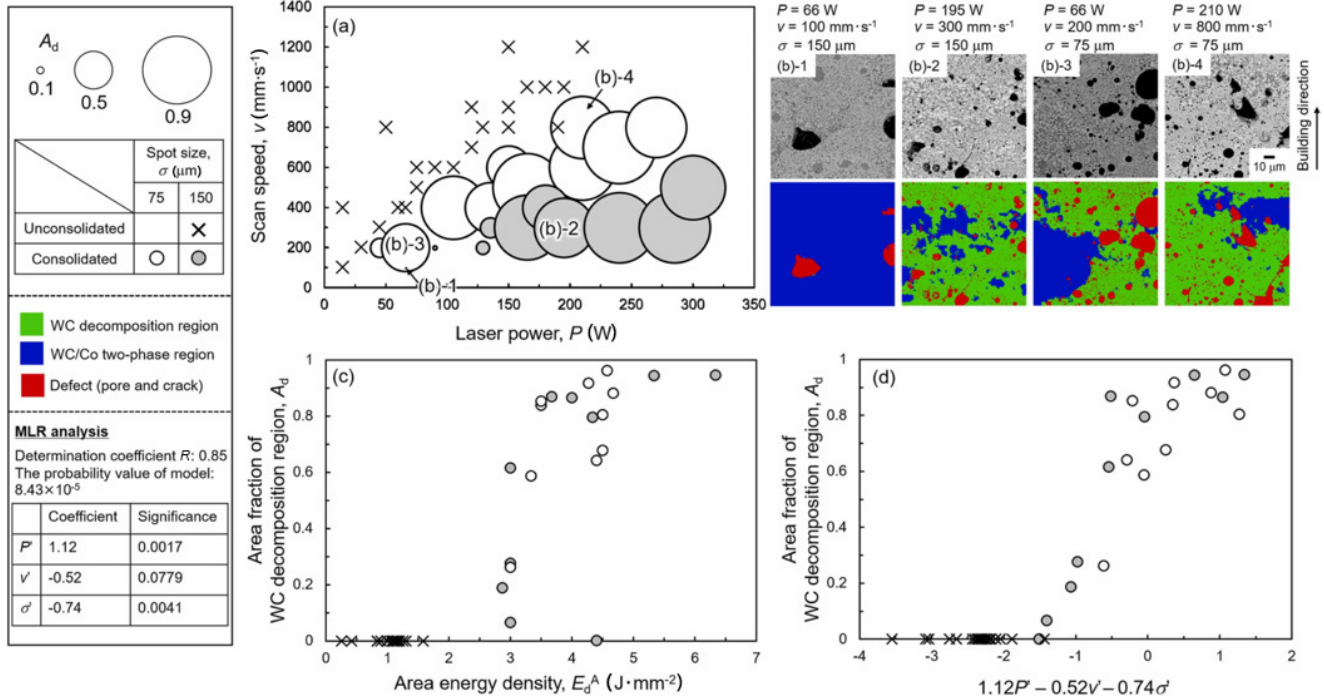 A_d
0.1
0.5
0.9
Spot size,
σ (μm)
75 150
Unconsolidated ×
Consolidated
WC decomposition region
WC/Co two-phase region
Defect (pore and crack)
MLR analysis
Determination coefficient R: 0.85
The probability value of model:
8.43×10⁻⁵
Coefficient Significance
P' 1.12 0.0017
v' -0.52 0.0779
σ' -0.74 0.0041
(a)
Scan speed, v (mm·s⁻¹)
1400
1200
1000
800
600
400
200
0
0 50 100 150 200 250 300 350
Laser power, P (W)
(b)-4
(b)-2
(b)-3
(b)-1
P = 66 W
v = 100 mm·s⁻¹
σ = 150 μm
(b)-1
P = 195 W
v = 300 mm·s⁻¹
σ = 150 μm
(b)-2
P = 66 W
v = 200 mm·s⁻¹
σ = 75 μm
(b)-3
P = 210 W
v = 800 mm·s⁻¹
σ = 75 μm
(b)-4
10 μm
Building direction
(c)
Area fraction of
WC decomposition region, A_d
1
0.8
0.6
0.4
0.2
0
0 1 2 3 4 5 6 7
Area energy density, E_d^A (J·mm⁻²)
(d)
Area fraction of
WC decomposition region, A_d
1
0.8
0.6
0.4
0.2
0
-4 -3 -2 -1 0 1 2
1.12P' − 0.52v' − 0.74σ'